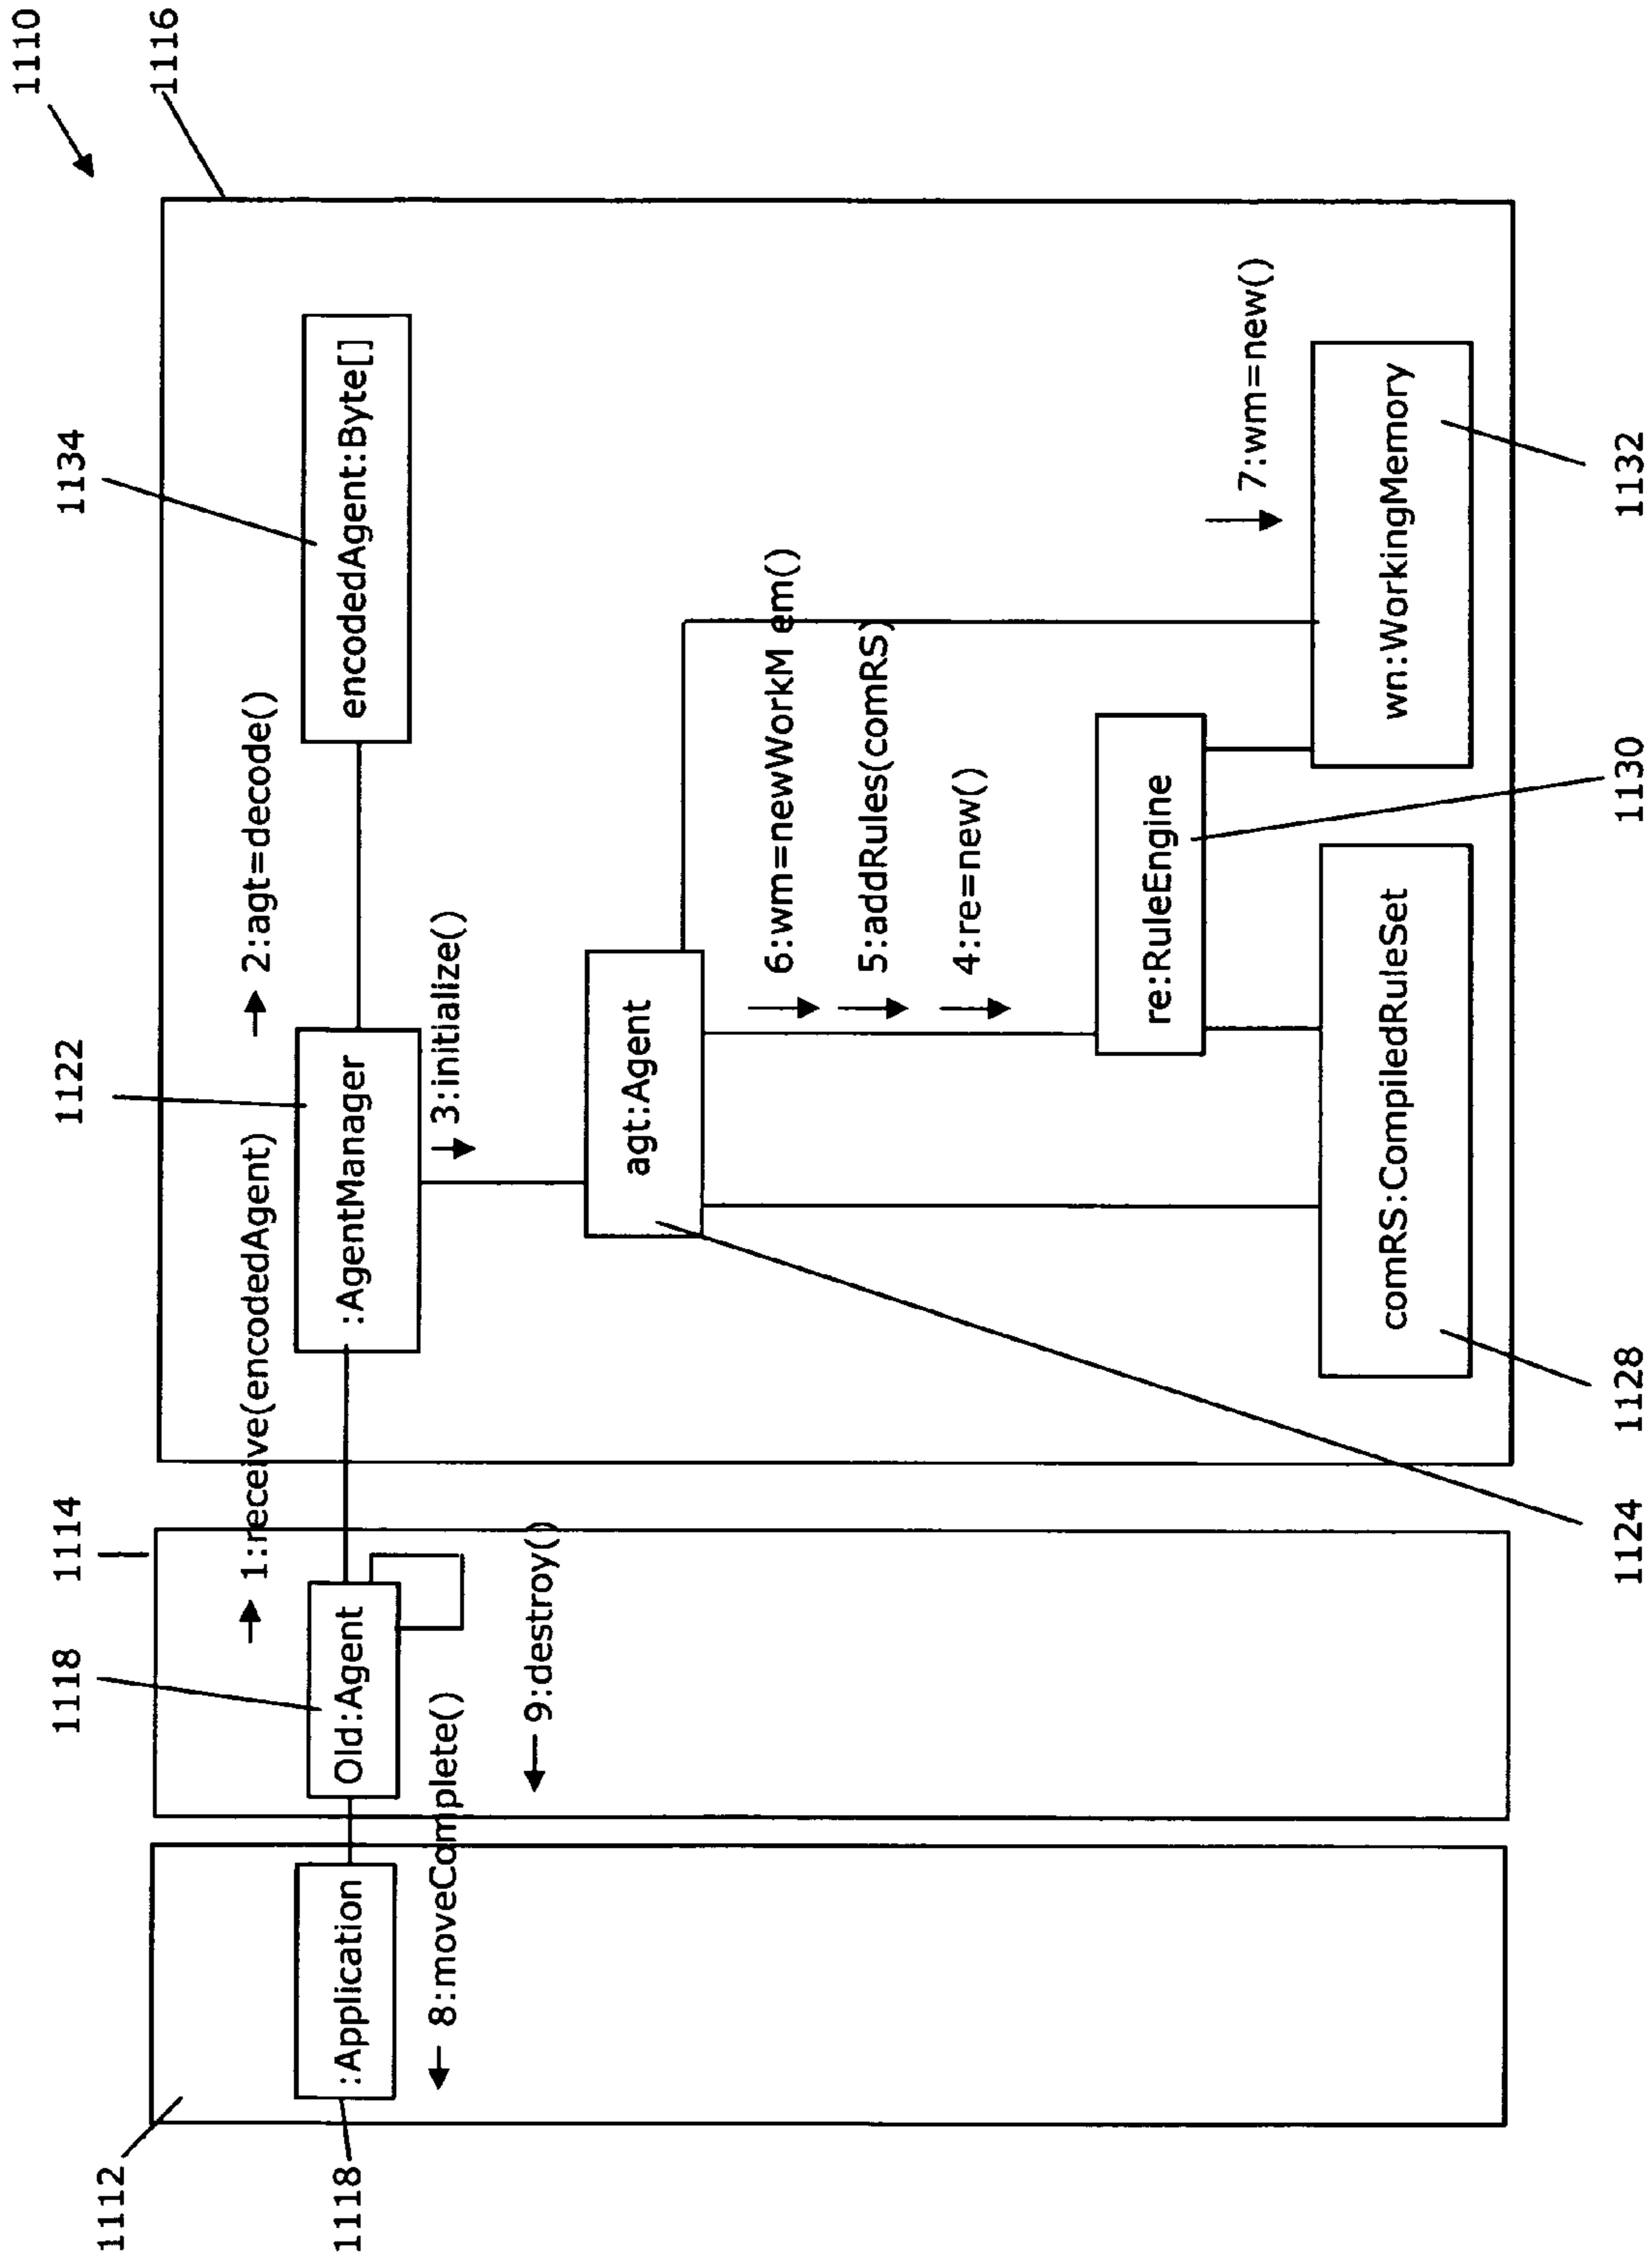 1110
1116
1134
1122
1114
1118
1112
1:receive(encodedAgent)
2:agt=decode()
:Application
Old:Agent
:AgentManager
encodedAgent:Byte[]
1118
8:moveComplete()
3:initialize()
9:destroy()
agt:Agent
6:wm=newWorkM em()
5:addRules(comRS)
4:re=new()
re:RuleEngine
7:wm=new()
comRS:CompiledRuleSet
wn:WorkingMemory
1124
1128
1130
1132